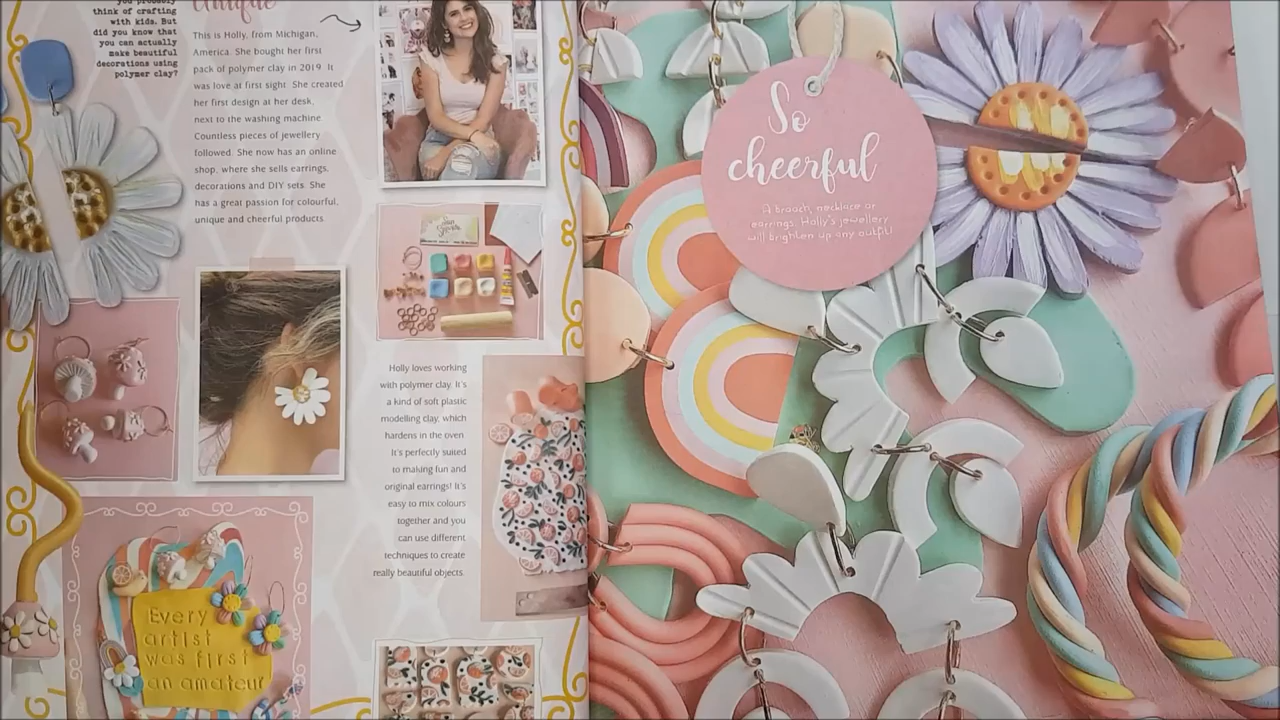 you probably
think of crafting
with kids. But
did you know that
you can actually
make beautiful
decorations using
polymer clay?
unique
This is Holly, from Michigan,
America. She bought her first
pack of polymer clay in 2019. It
was love at first sight. She created
her first design at her desk,
next to the washing machine.
Countless pieces of jewellery
followed. She now has an online
shop, where she sells earrings,
decorations and DIY sets. She
has a great passion for colourful,
unique and cheerful products.
Holly loves working
with polymer clay. It's
a kind of soft plastic
modelling clay, which
hardens in the oven.
It's perfectly suited
to making fun and
original earrings! It's
easy to mix colours
together and you
can use different
techniques to create
really beautiful objects.
Every
artist
was first
an amateur
So
cheerful
A brooch, necklace or
earrings. Holly's jewellery
will brighten up any outfit!